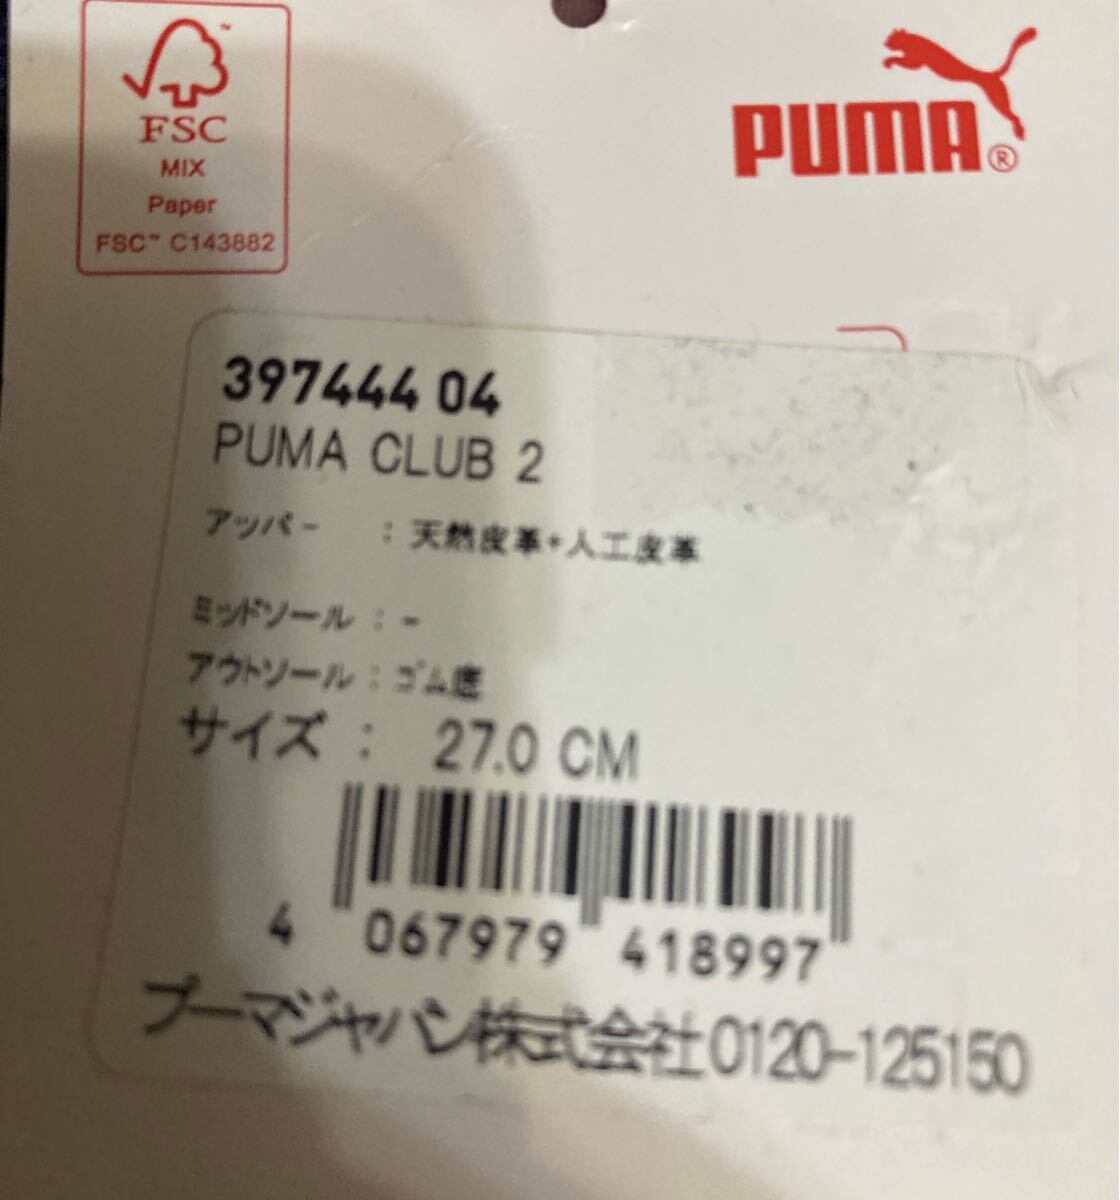 FSC
MIX
Paper
FSC™ C143882
PUMA®
397444 04
PUMA CLUB 2
アッパー : 天然皮革+人工皮革
ミッドソール : -
アウトソール : ゴム底
サイズ : 27.0 CM
4 067979 418997
プーマジャパン株式会社0120-125150